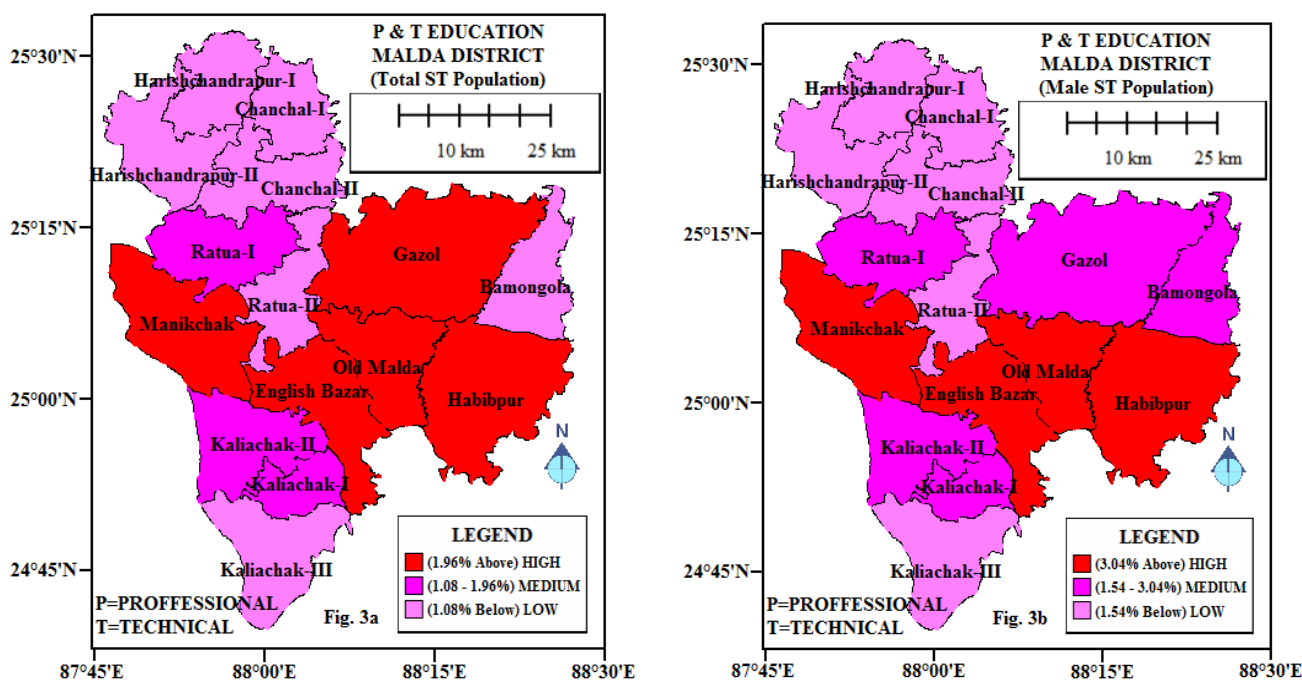 P & T EDUCATION
MALDA DISTRICT
(Total ST Population)
10 km 25 km
25°30'N
25°15'N
25°00'N
24°45'N
Harishchandrapur-I
Chanchal-I
Harishchandrapur-II
Chanchal-II
Ratua-I
Gazol
Bamongola
Ratua-II
Manikchak
Old Malda
English Bazar
Habibpur
Kaliachak-II
Kaliachak-I
Kaliachak-III
N
LEGEND
(1.96% Above) HIGH
(1.08 - 1.96%) MEDIUM
(1.08% Below) LOW
P=PROFFESSIONAL
T=TECHNICAL
Fig. 3a
87°45'E 88°00'E 88°15'E 88°30'E
P & T EDUCATION
MALDA DISTRICT
(Male ST Population)
10 km 25 km
25°30'N
25°15'N
25°00'N
24°45'N
Harishchandrapur-I
Chanchal-I
Harishchandrapur-II
Chanchal-II
Ratua-I
Gazol
Bamongola
Ratua-II
Manikchak
Old Malda
English Bazar
Habibpur
Kaliachak-II
Kaliachak-I
Kaliachak-III
N
LEGEND
(3.04% Above) HIGH
(1.54 - 3.04%) MEDIUM
(1.54% Below) LOW
P=PROFFESSIONAL
T=TECHNICAL
Fig. 3b
87°45'E 88°00'E 88°15'E 88°30'E